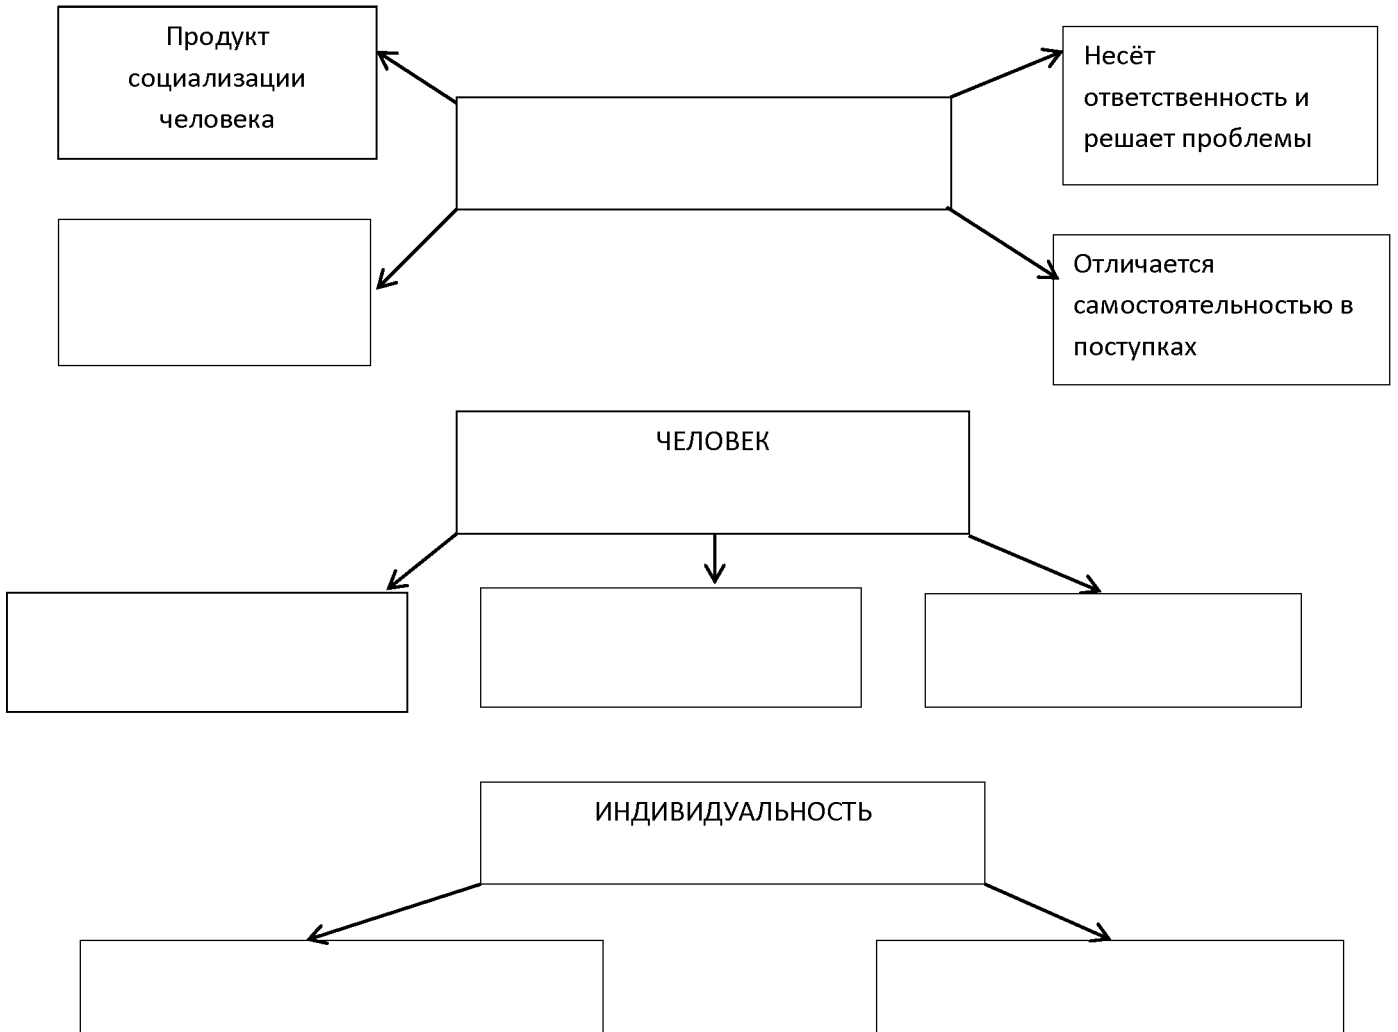 Продукт
социализации
человека
Несёт
ответственность и
решает проблемы
Отличается
самостоятельностью в
поступках
ЧЕЛОВЕК
ИНДИВИДУАЛЬНОСТЬ